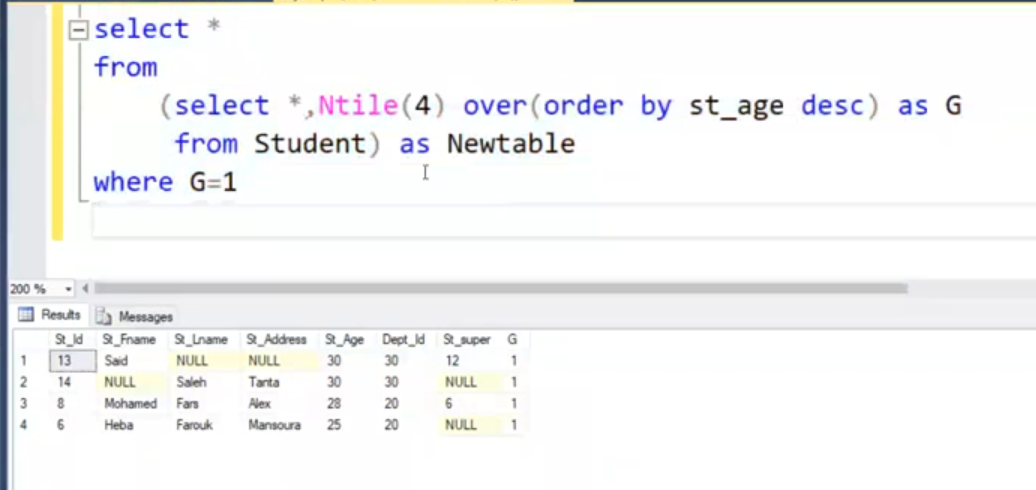 select *
from
(select *,Ntile(4) over(order by st_age desc) as G
from Student) as Newtable
where G=1
200 %
Results Messages
St_Id St_Fname St_Lname St_Address St_Age Dept_Id St_super G
1 13 Said NULL NULL 30 30 12 1
2 14 NULL Saleh Tanta 30 30 NULL 1
3 8 Mohamed Fars Alex 28 20 6 1
4 6 Heba Farouk Mansoura 25 20 NULL 1